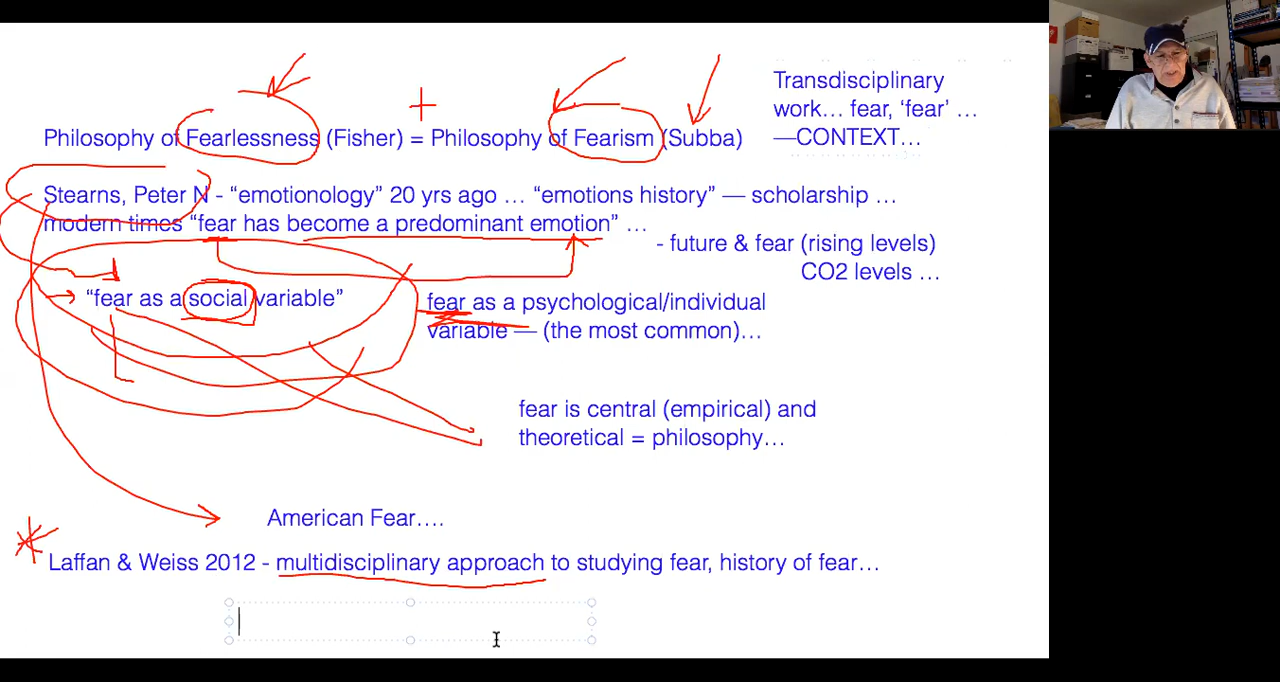 Transdisciplinary
work… fear, ‘fear’ …
—CONTEXT…
+
Philosophy of Fearlessness (Fisher) = Philosophy of Fearism (Subba)
Stearns, Peter N - “emotionology” 20 yrs ago … “emotions history” — scholarship …
modern times “fear has become a predominant emotion” …
- future & fear (rising levels)
CO2 levels …
“fear as a social variable”
fear as a psychological/individual
variable — (the most common)…
fear is central (empirical) and
theoretical = philosophy…
American Fear….
Laffan & Weiss 2012 - multidisciplinary approach to studying fear, history of fear…